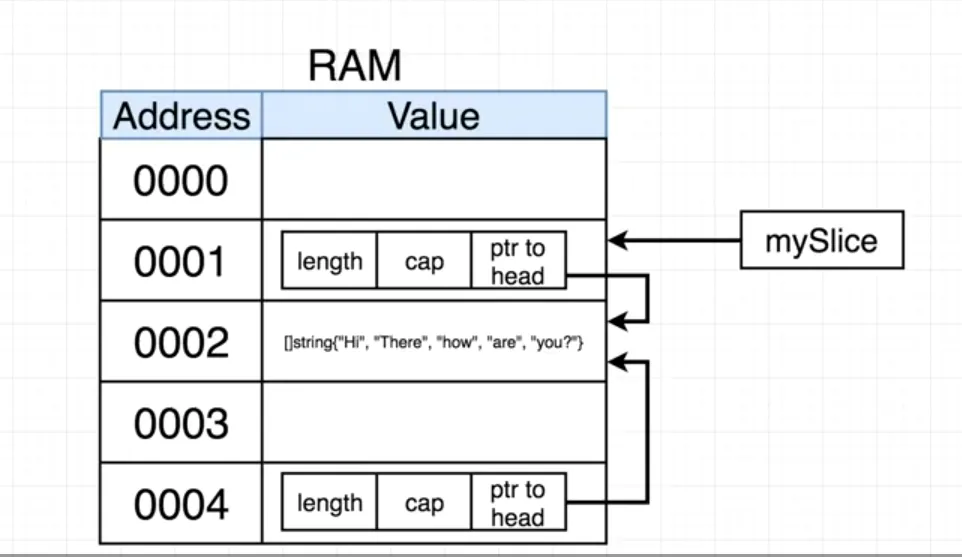 RAM
Address Value
0000
0001 length cap ptr to head
mySlice
0002 []string{"Hi", "There", "how", "are", "you?"}
0003
0004 length cap ptr to head